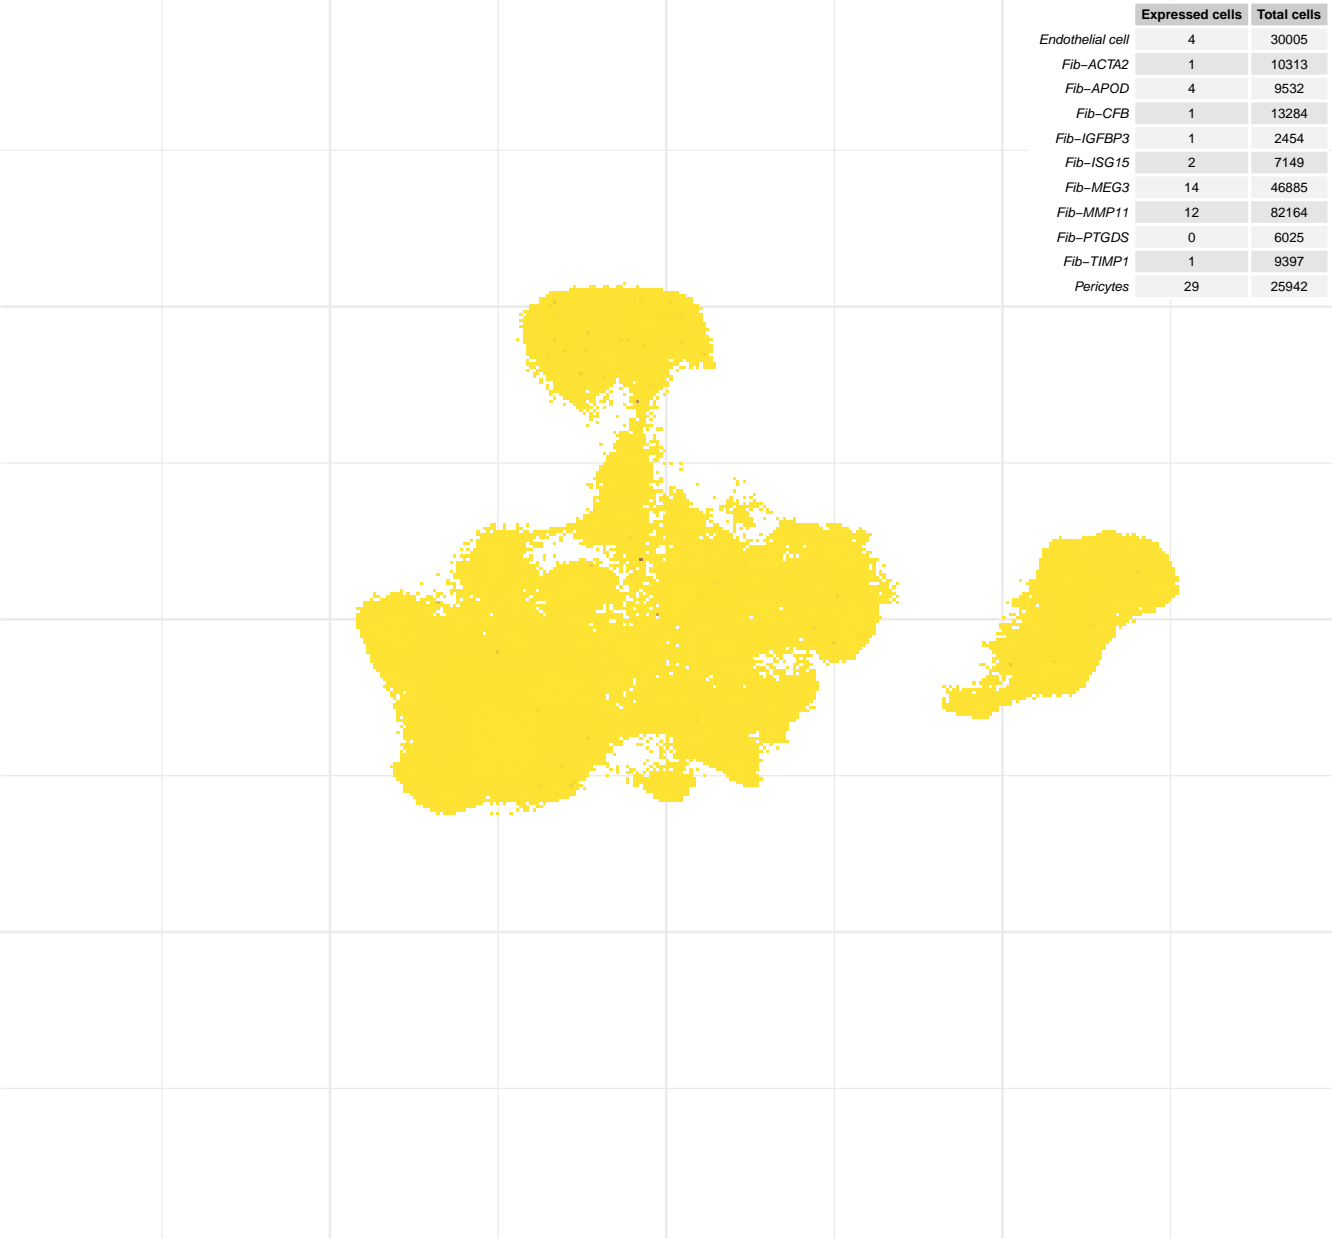 Expressed cells Total cells
Endothelial cell 4 30005
Fib−ACTA2 1 10313
Fib−APOD 4 9532
Fib−CFB 1 13284
Fib−IGFBP3 1 2454
Fib−ISG15 2 7149
Fib−MEG3 14 46885
Fib−MMP11 12 82164
Fib−PTGDS 0 6025
Fib−TIMP1 1 9397
Pericytes 29 25942